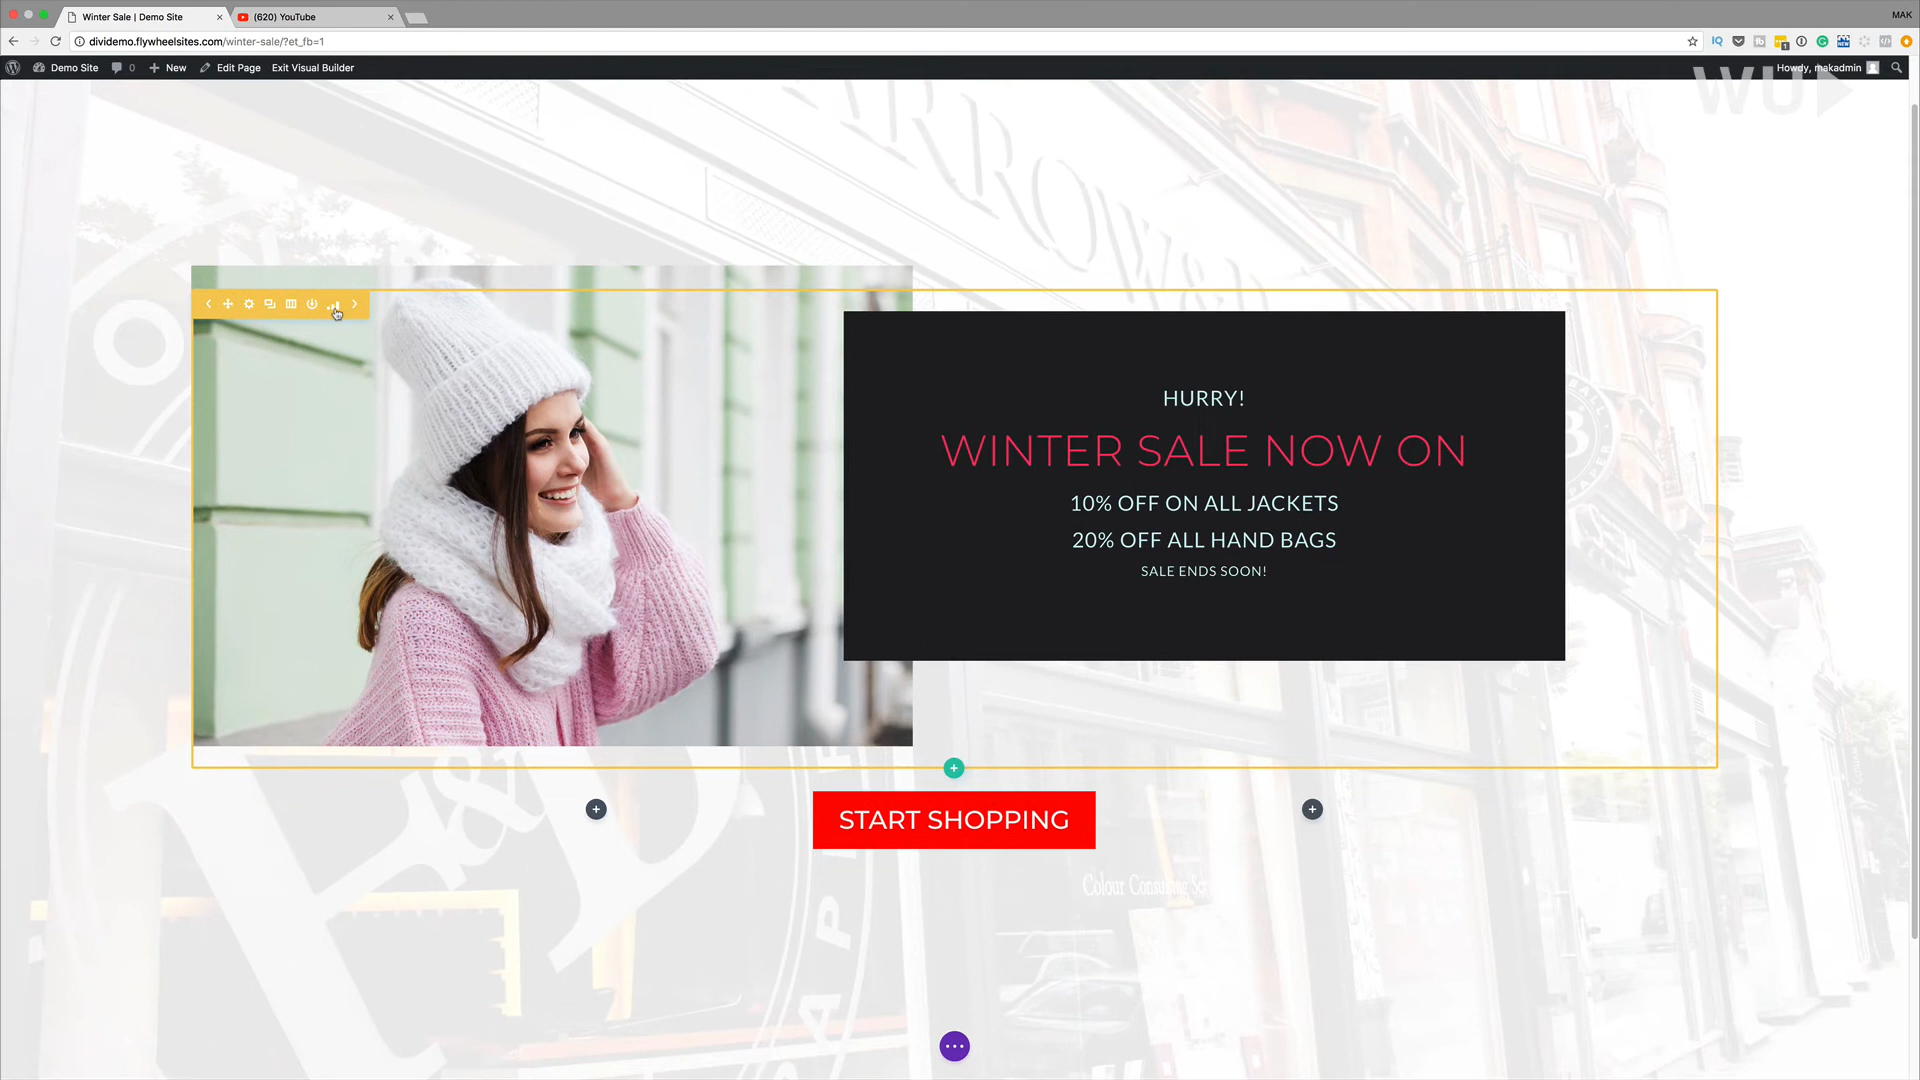 Winter Sale | Demo Site
(620) YouTube
MAK
dividemo.flywheelsites.com/winter-sale/?et_fb=1
Demo Site 0 New Edit Page Exit Visual Builder Howdy, makadmin
WU
HURRY!
WINTER SALE NOW ON
10% OFF ON ALL JACKETS
20% OFF ALL HAND BAGS
SALE ENDS SOON!
START SHOPPING